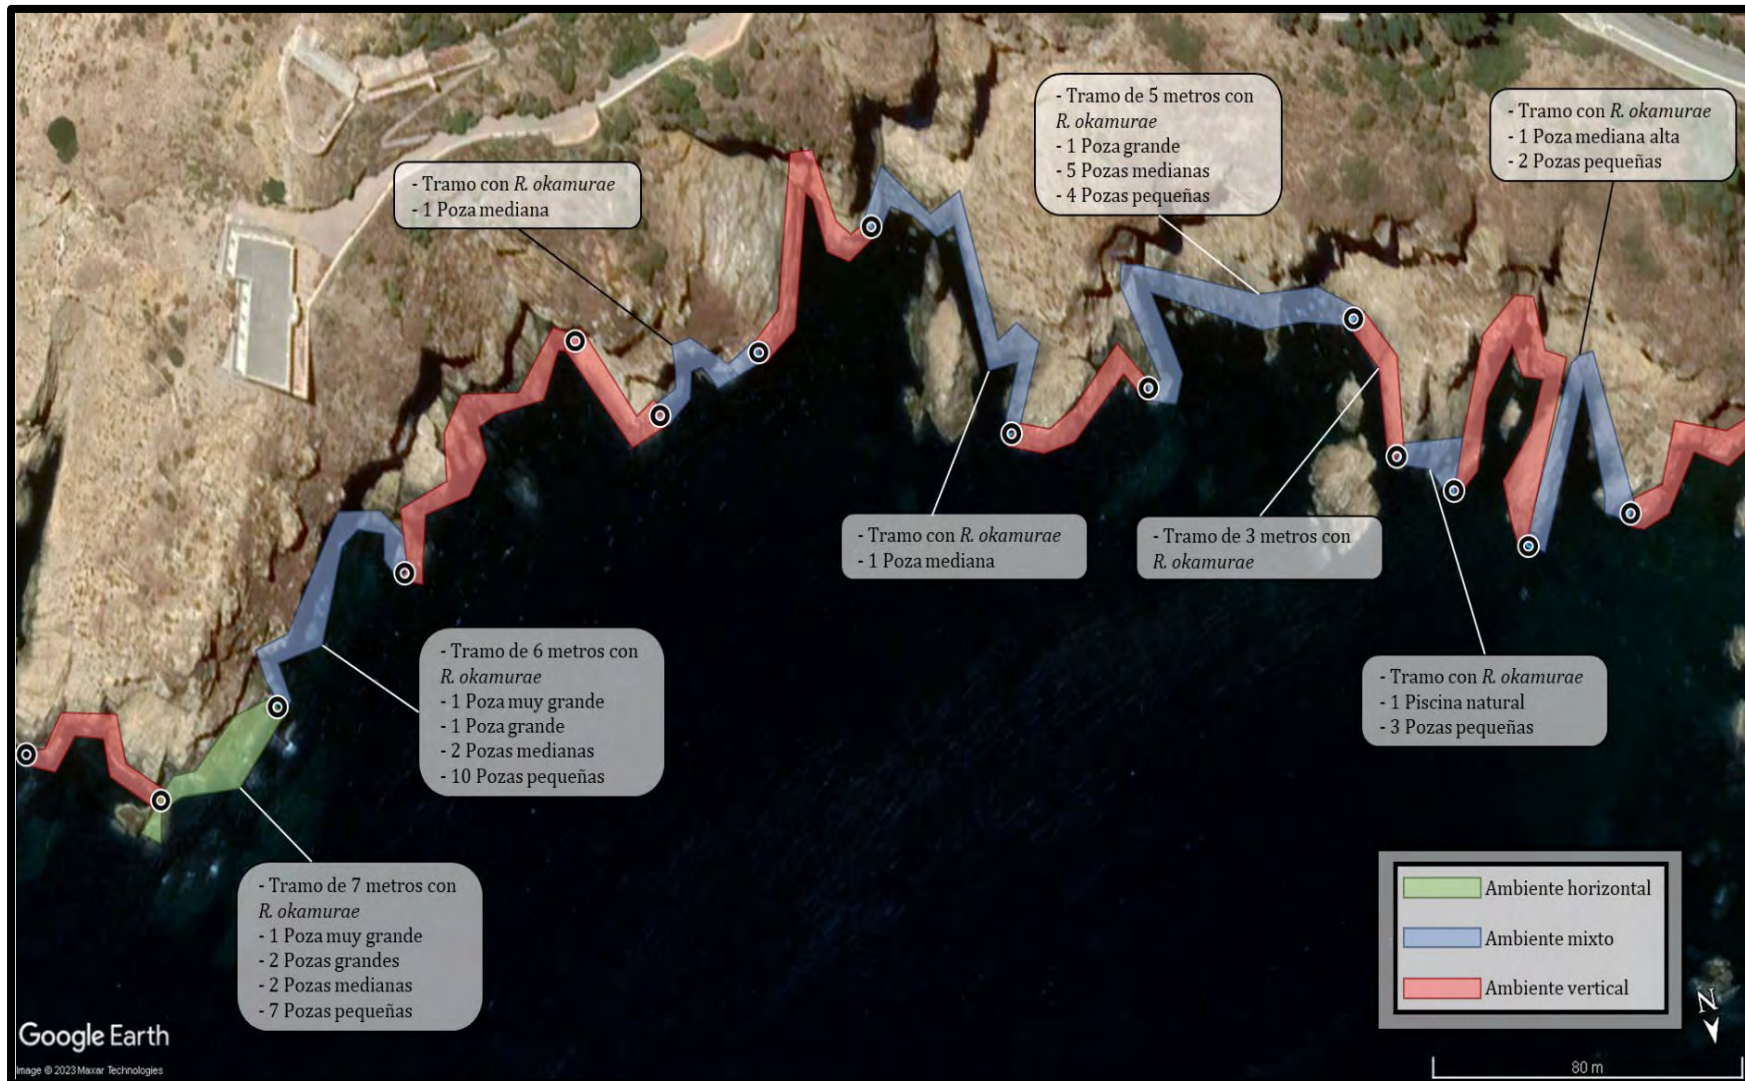 - Tramo de 5 metros con
R. okamurae
- 1 Poza grande
- 5 Pozas medianas
- 4 Pozas pequeñas
- Tramo con R. okamurae
- 1 Poza mediana alta
- 2 Pozas pequeñas
- Tramo con R. okamurae
- 1 Poza mediana
- Tramo con R. okamurae
- 1 Poza mediana
- Tramo de 3 metros con
R. okamurae
- Tramo de 6 metros con
R. okamurae
- 1 Poza muy grande
- 1 Poza grande
- 2 Pozas medianas
- 10 Pozas pequeñas
- Tramo con R. okamurae
- 1 Piscina natural
- 3 Pozas pequeñas
- Tramo de 7 metros con
R. okamurae
- 1 Poza muy grande
- 2 Pozas grandes
- 2 Pozas medianas
- 7 Pozas pequeñas
Ambiente horizontal
Ambiente mixto
Ambiente vertical
N
Google Earth
Image © 2023 Maxar Technologies
80 m